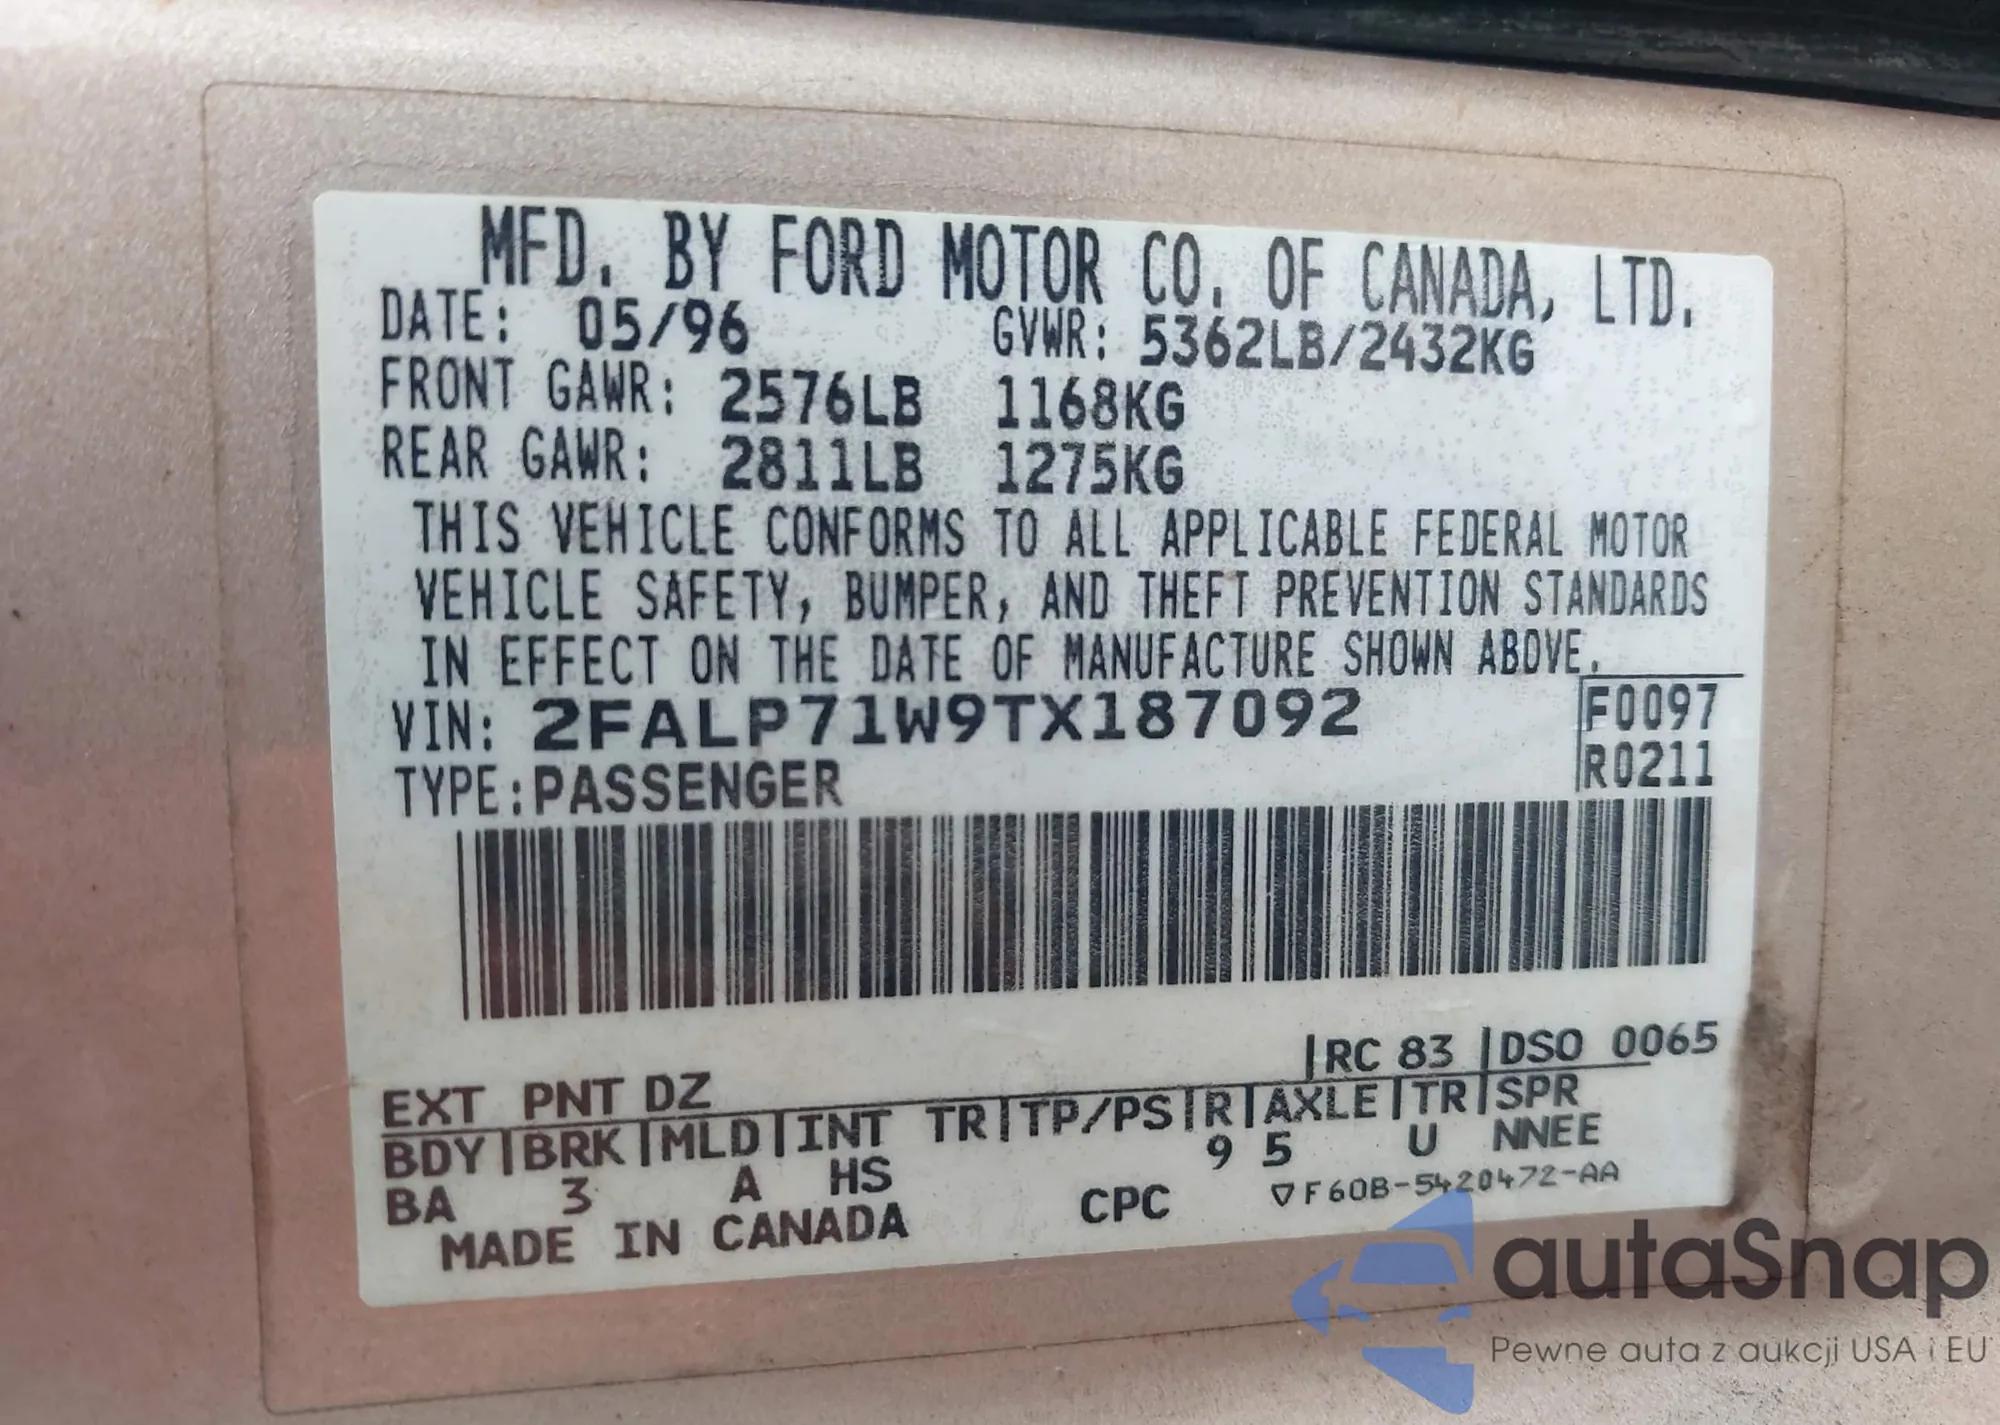 MFD. BY FORD MOTOR CO. OF CANADA, LTD.
DATE: 05/96 GVWR: 5362LB/2432KG
FRONT GAWR: 2576LB 1168KG
REAR GAWR: 2811LB 1275KG
THIS VEHICLE CONFORMS TO ALL APPLICABLE FEDERAL MOTOR
VEHICLE SAFETY, BUMPER, AND THEFT PREVENTION STANDARDS
IN EFFECT ON THE DATE OF MANUFACTURE SHOWN ABOVE.
VIN: 2FALP71W9TX187092 F0097
TYPE: PASSENGER R0211
|RC 83 |DSO 0065
EXT PNT DZ
BDY|BRK|MLD|INT TR|TP/PS|R|AXLE|TR|SPR
BA 3 A HS 9 5 U NNEE
MADE IN CANADA CPC ▽F60B-5420472-AA
autoSnap
Pewne auta z aukcji USA i EU